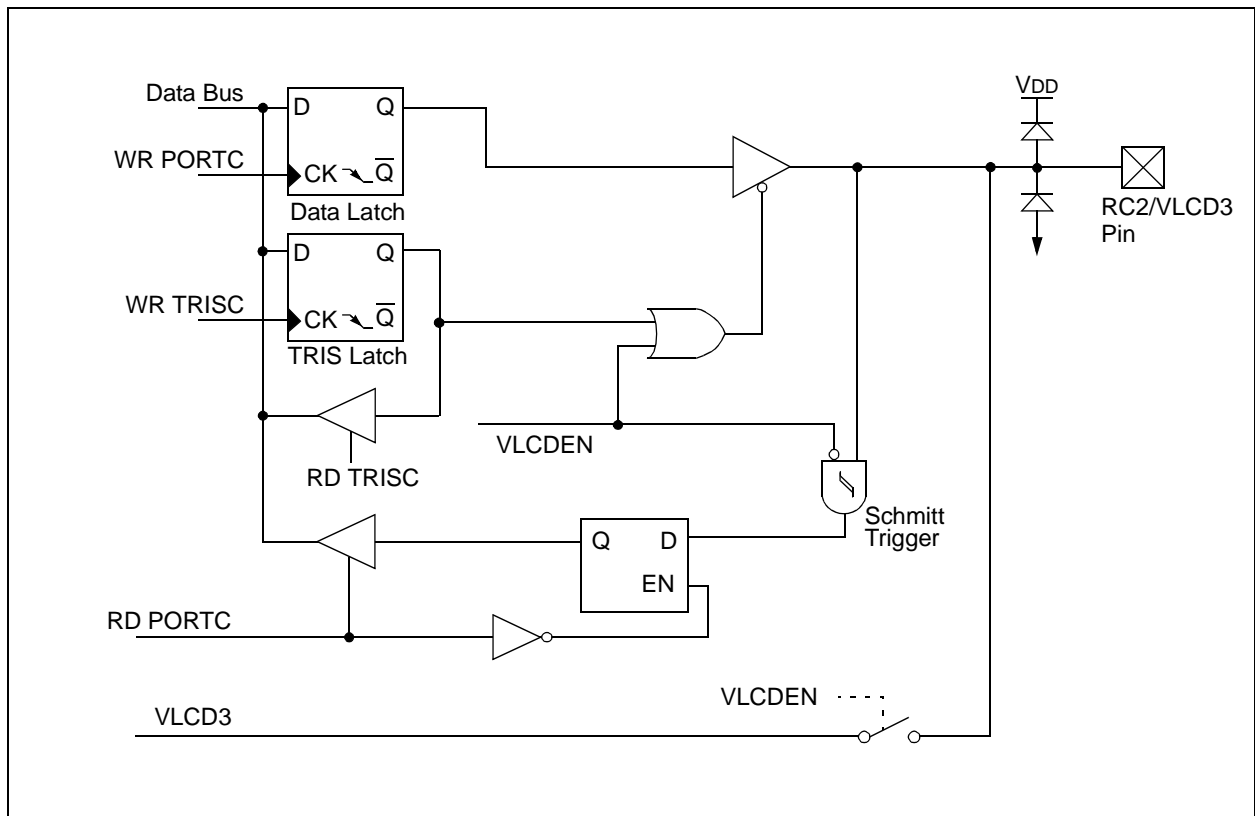 Data Bus
D Q
VDD
WR PORTC
CK Q̅
RC2/VLCD3
Pin
Data Latch
D Q
WR TRISC
CK Q̅
TRIS Latch
VLCDEN
RD TRISC
Schmitt
Trigger
Q D
EN
RD PORTC
VLCDEN
VLCD3